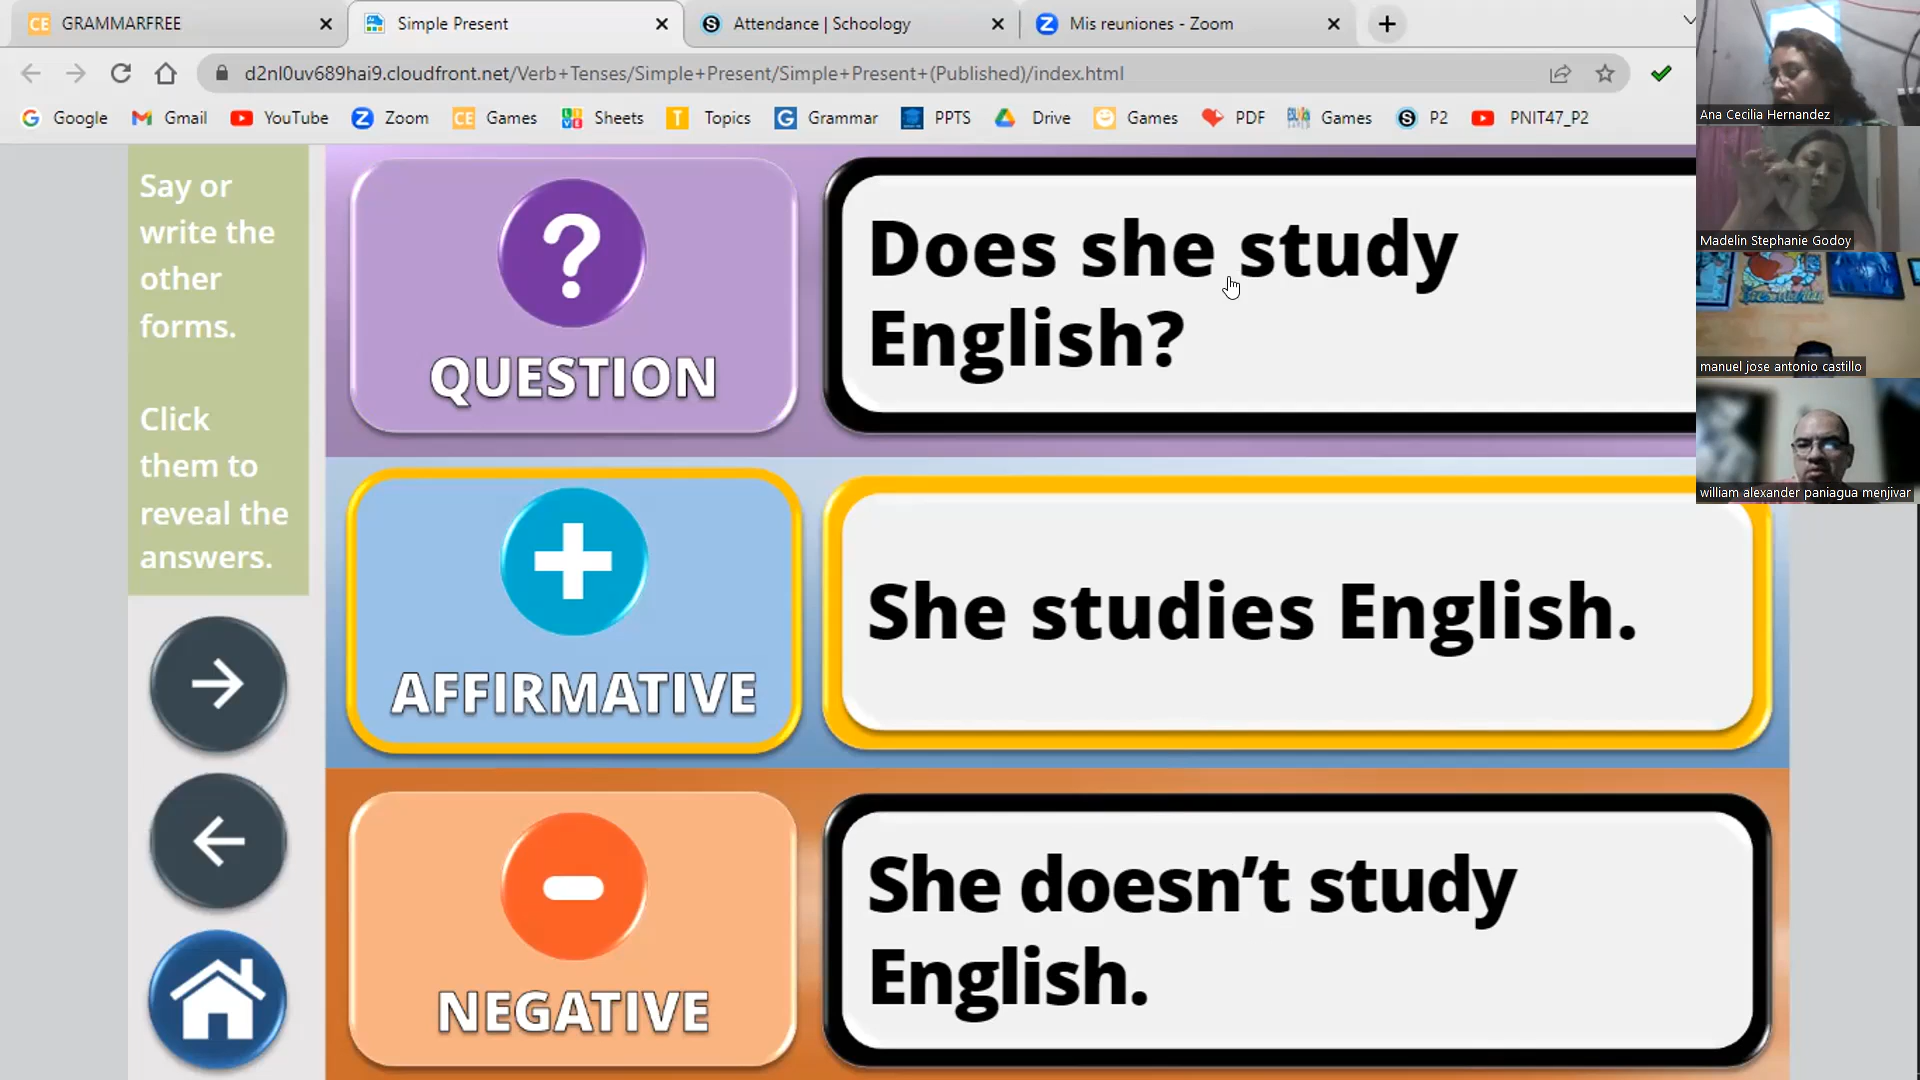 CE GRAMMARFREE
Simple Present
Attendance | Schoology
Mis reuniones - Zoom
d2nl0uv689hai9.cloudfront.net/Verb+Tenses/Simple+Present/Simple+Present+(Published)/index.html
Google Gmail YouTube Zoom CE Games Sheets T Topics G Grammar PPTS Drive Games PDF Games S P2 PNIT47_P2
Ana Cecilia Hernandez
Madelin Stephanie Godoy
manuel jose antonio castillo
william alexander paniagua menjivar
Say or
write the
other
forms.
Click
them to
reveal the
answers.
?
QUESTION
Does she study
English?
AFFIRMATIVE
She studies English.
NEGATIVE
She doesn’t study
English.